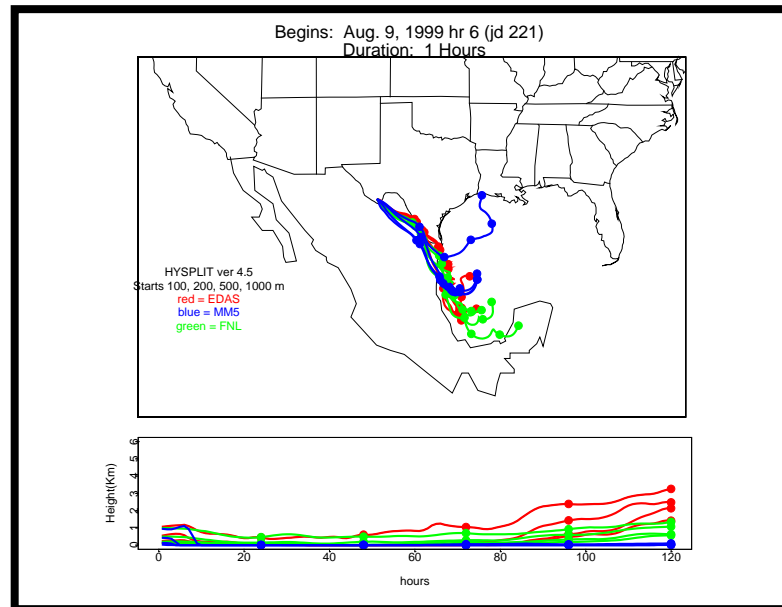 Begins: Aug. 9, 1999 hr 6 (jd 221)
Duration: 1 Hours
HYSPLIT ver 4.5
Starts 100, 200, 500, 1000 m
red = EDAS
blue = MM5
green = FNL
Height(Km)
6
5
4
3
2
1
0
0 20 40 60 80 100 120
hours